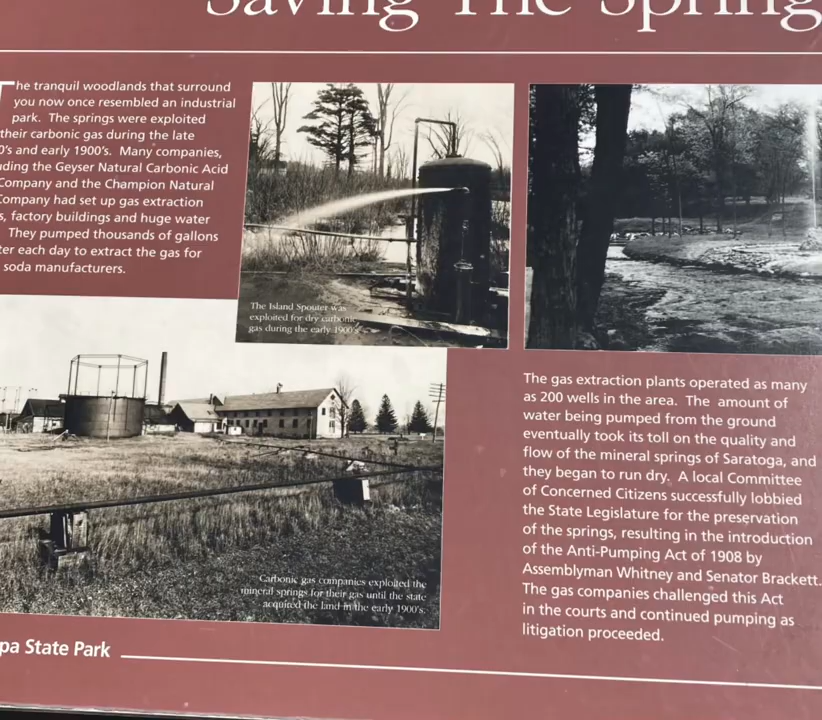 Saving The Spring
The tranquil woodlands that surround
you now once resembled an industrial
park. The springs were exploited
their carbonic gas during the late
0's and early 1900's. Many companies,
ding the Geyser Natural Carbonic Acid
Company and the Champion Natural
Company had set up gas extraction
s, factory buildings and huge water
They pumped thousands of gallons
ter each day to extract the gas for
soda manufacturers.
The Island Spouter was
exploited for dry carbonic
gas during the early 1900's.
Carbonic gas companies exploited the
mineral springs for their gas until the state
acquired the land in the early 1900's.
The gas extraction plants operated as many
as 200 wells in the area. The amount of
water being pumped from the ground
eventually took its toll on the quality and
flow of the mineral springs of Saratoga, and
they began to run dry. A local Committee
of Concerned Citizens successfully lobbied
the State Legislature for the preservation
of the springs, resulting in the introduction
of the Anti-Pumping Act of 1908 by
Assemblyman Whitney and Senator Brackett.
The gas companies challenged this Act
in the courts and continued pumping as
litigation proceeded.
pa State Park